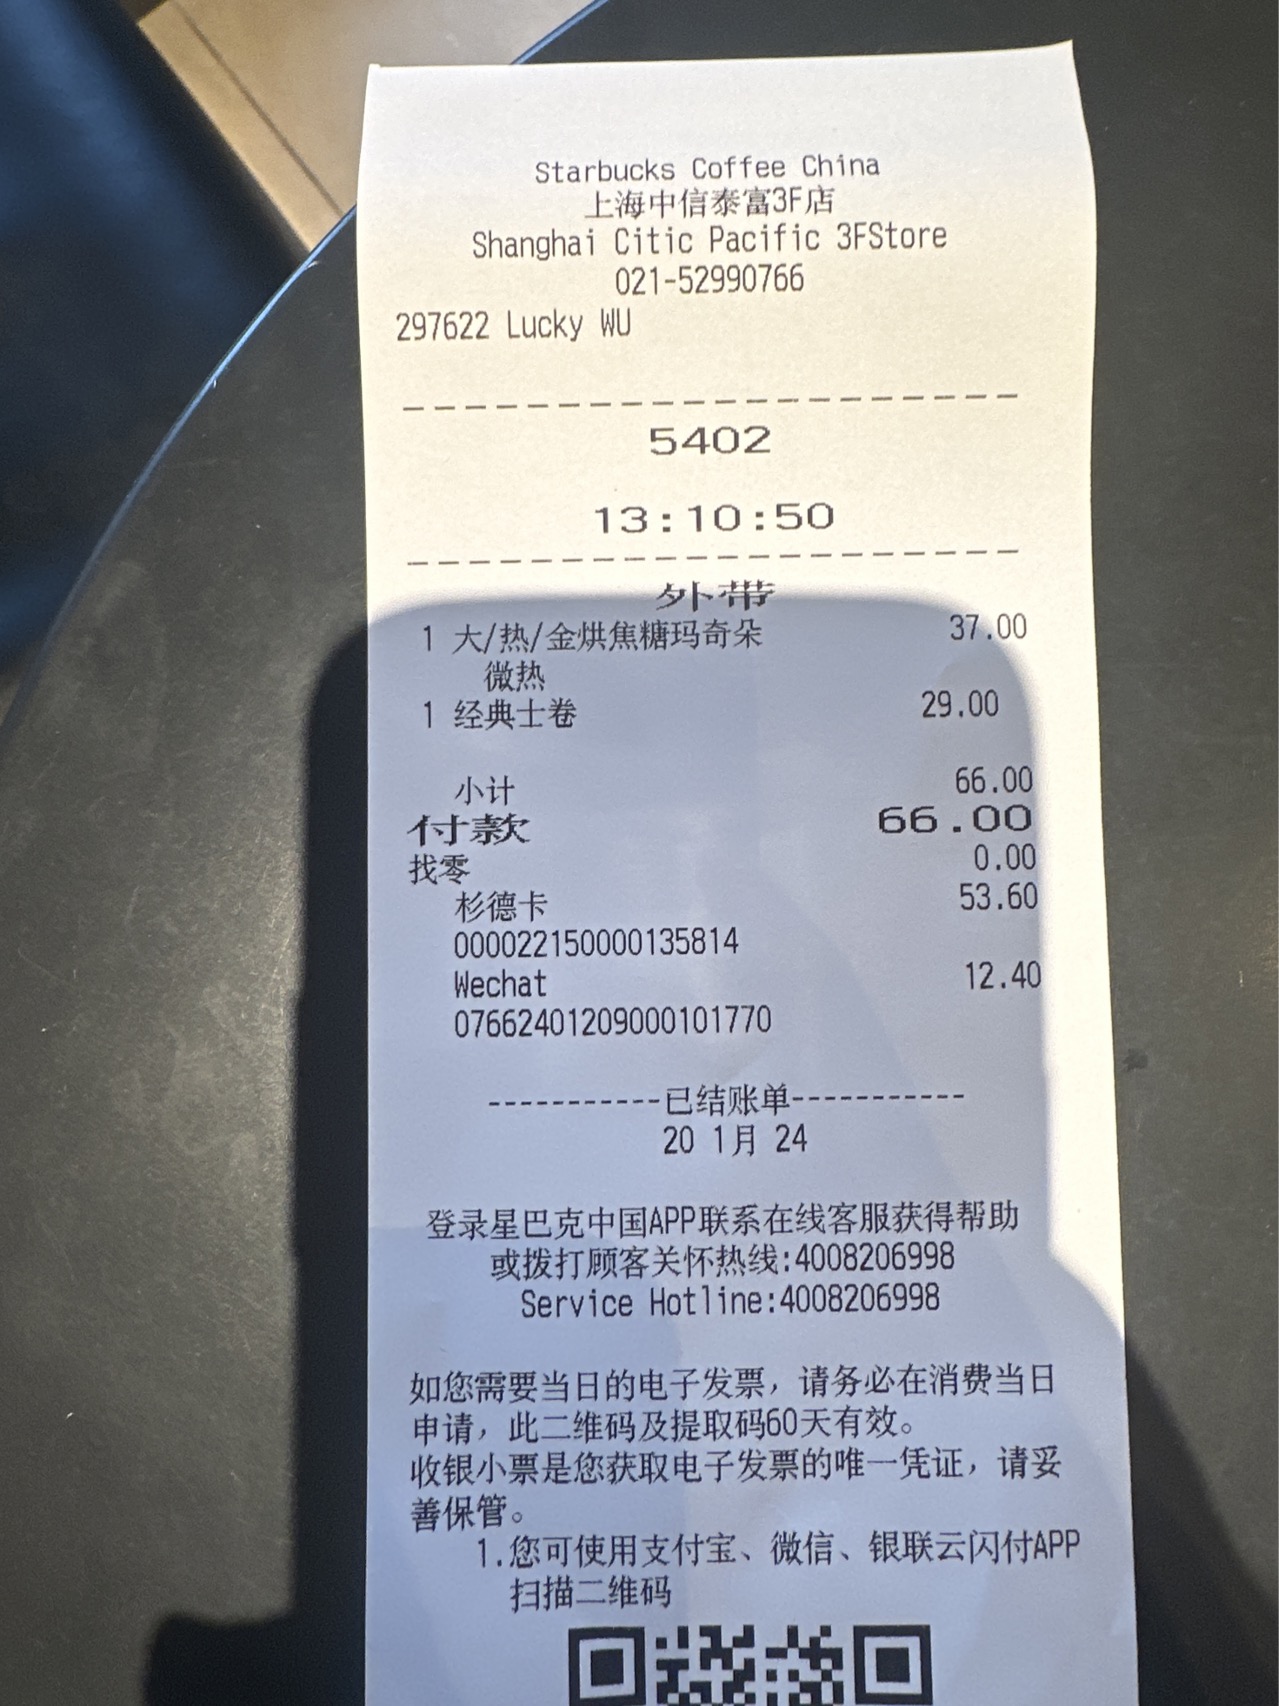 Starbucks Coffee China
上海中信泰富3F店
Shanghai Citic Pacific 3FStore
021-52990766
297622 Lucky WU
--------------------
5402
13:10:50
--------------------
外带
1 大/热/金烘焦糖玛奇朵 37.00
微热
1 经典士卷 29.00
小计 66.00
付款 66.00
找零 0.00
杉德卡 53.60
000022150000135814
Wechat 12.40
07662401209000101770
-----------已结账单-----------
20 1月 24
登录星巴克中国APP联系在线客服获得帮助
或拨打顾客关怀热线:4008206998
Service Hotline:4008206998
如您需要当日的电子发票，请务必在消费当日
申请，此二维码及提取码60天有效。
收银小票是您获取电子发票的唯一凭证，请妥
善保管。
1.您可使用支付宝、微信、银联云闪付APP
扫描二维码